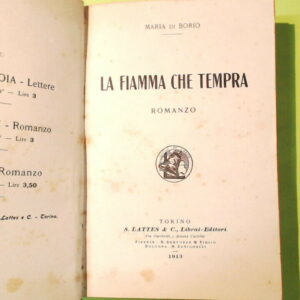 OIA - Lettere
- Lire 3
- Romanzo
- Lire 3
Romanzo
- Lire 3,50
Lattes e C. - Torino.
MARIA DI BORIO
LA FIAMMA CHE TEMPRA
ROMANZO
TORINO
S. LATTES & C., Librai-Editori
1913